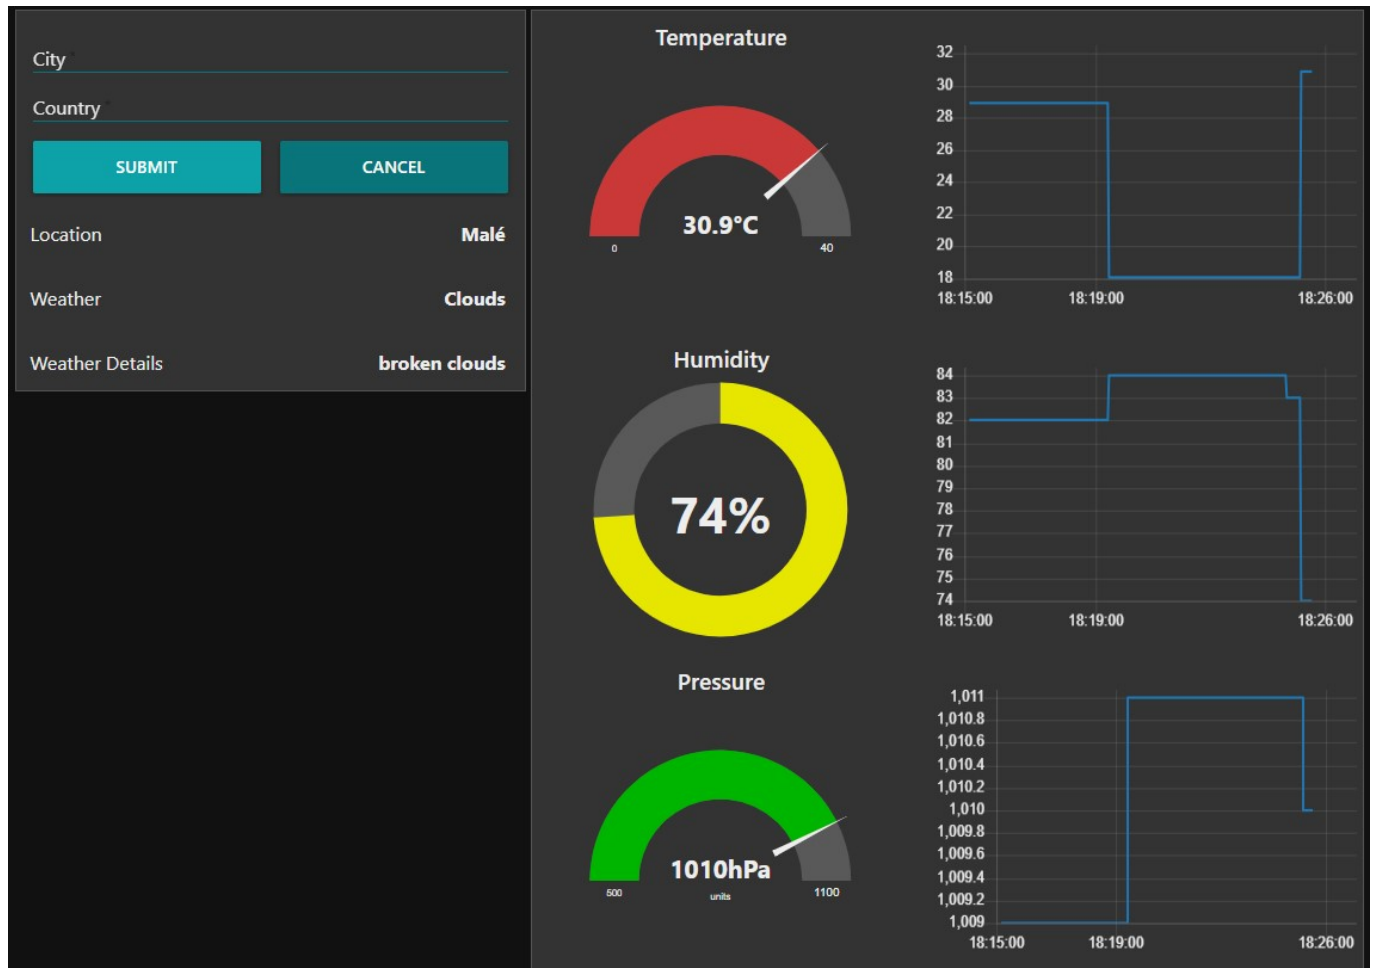 City *
Country *
SUBMIT CANCEL
Location Malé
Weather Clouds
Weather Details broken clouds
Temperature
30.9°C
0 40
32
30
28
26
24
22
20
18
18:15:00 18:19:00 18:26:00
Humidity
74%
84
83
82
81
80
79
78
77
76
75
74
18:15:00 18:19:00 18:26:00
Pressure
1010hPa
units
500 1100
1,011
1,010.8
1,010.6
1,010.4
1,010.2
1,010
1,009.8
1,009.6
1,009.4
1,009.2
1,009
18:15:00 18:19:00 18:26:00